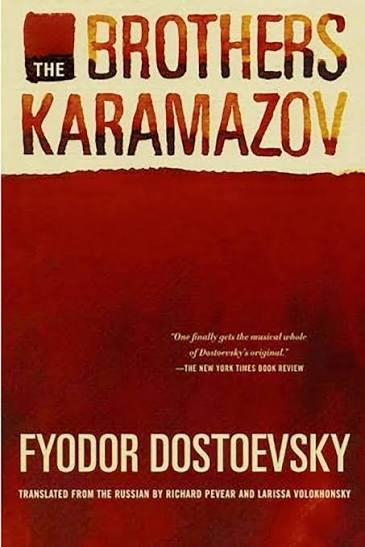 THE BROTHERS
KARAMAZOV
"One finally gets the musical whole
of Dostoevsky's original."
—THE NEW YORK TIMES BOOK REVIEW
FYODOR DOSTOEVSKY
TRANSLATED FROM THE RUSSIAN BY RICHARD PEVEAR AND LARISSA VOLOKHONSKY